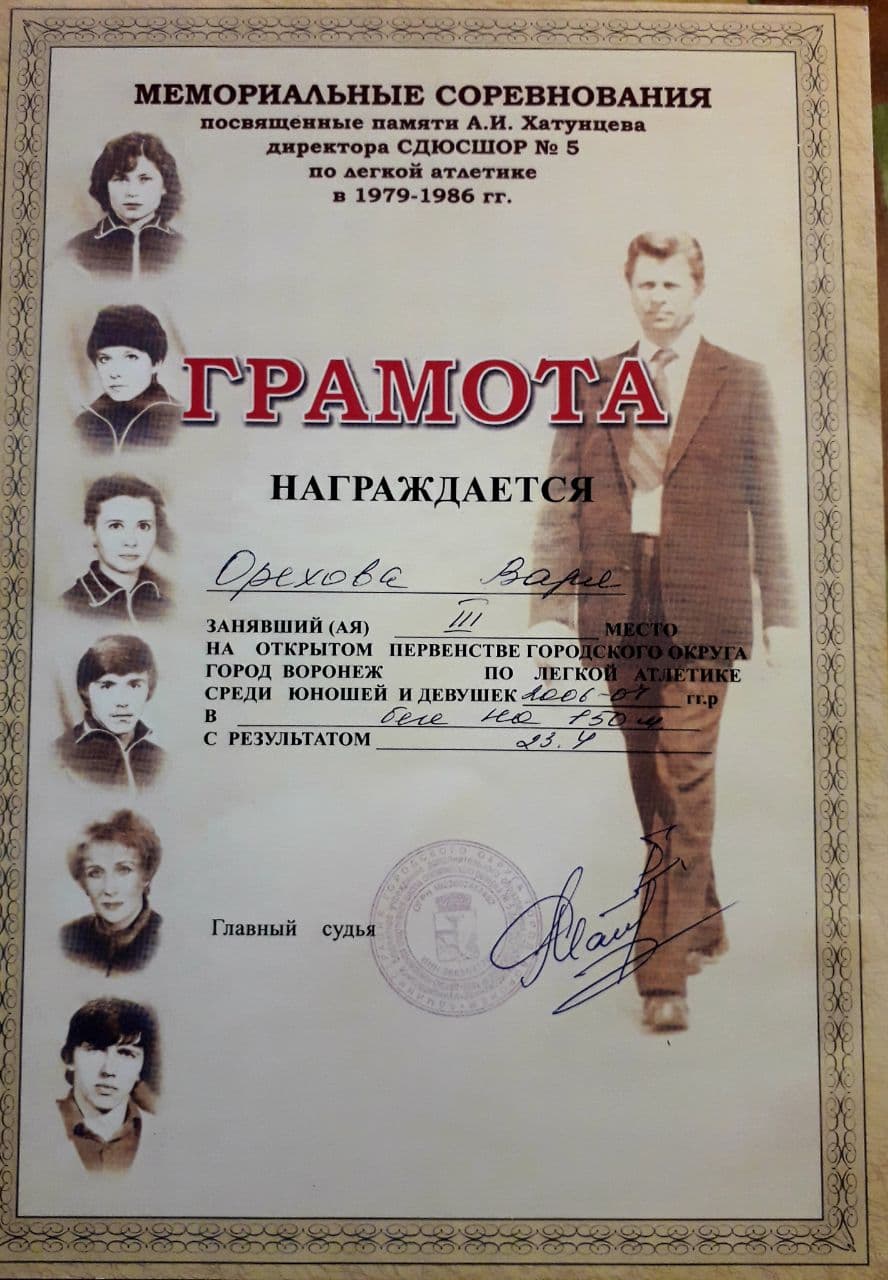 МЕМОРИАЛЬНЫЕ СОРЕВНОВАНИЯ
посвященные памяти А.И. Хатунцева
директора СДЮСШОР № 5
по легкой атлетике
в 1979-1986 гг.
ГРАМОТА
НАГРАЖДАЕТСЯ
Орехова Варя
ЗАНЯВШИЙ (АЯ) III МЕСТО
НА ОТКРЫТОМ ПЕРВЕНСТВЕ ГОРОДСКОГО ОКРУГА
ГОРОД ВОРОНЕЖ ПО ЛЕГКОЙ АТЛЕТИКЕ
СРЕДИ ЮНОШЕЙ И ДЕВУШЕК 2006-07 гг.р
В беге на 150 м
С РЕЗУЛЬТАТОМ 23.4
Главный судья